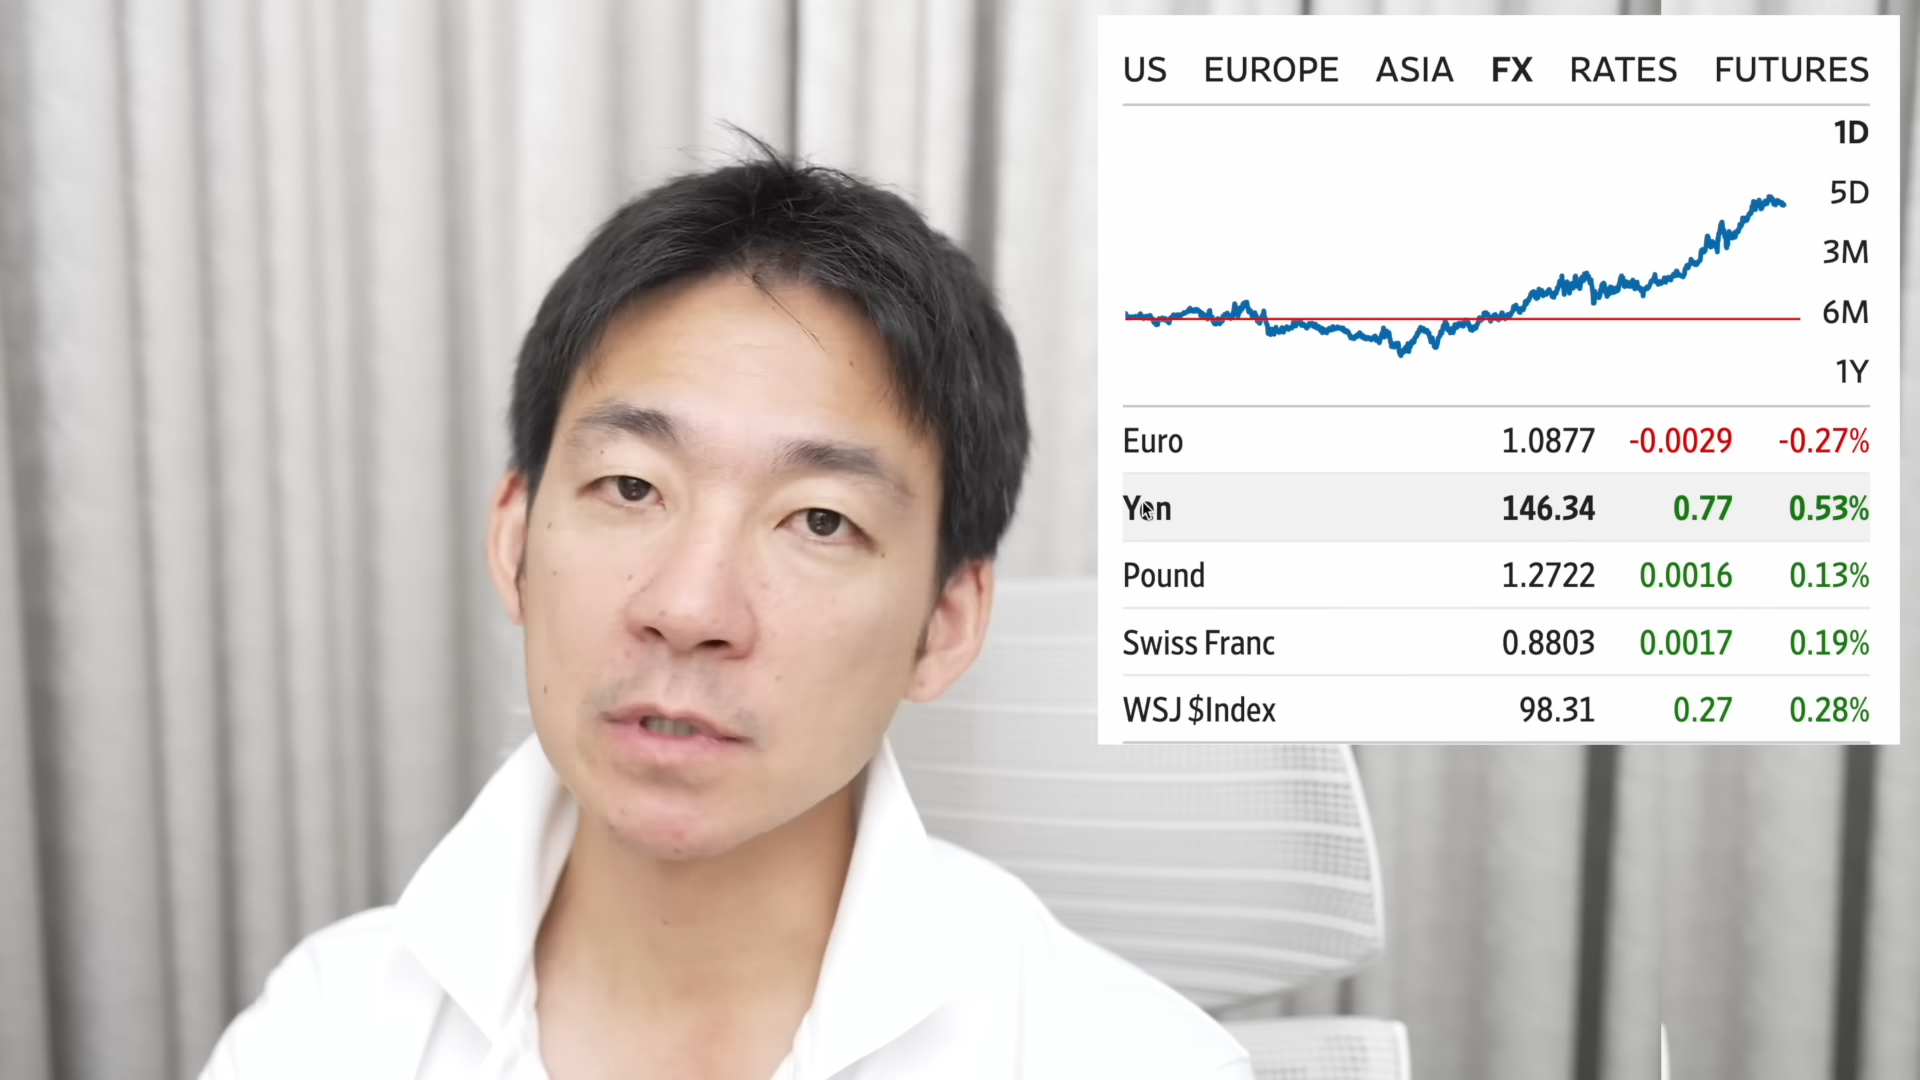 US EUROPE ASIA FX RATES FUTURES
1D
5D
3M
6M
1Y
Euro 1.0877 -0.0029 -0.27%
Yen 146.34 0.77 0.53%
Pound 1.2722 0.0016 0.13%
Swiss Franc 0.8803 0.0017 0.19%
WSJ $Index 98.31 0.27 0.28%